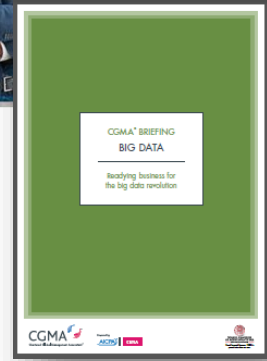 CGMA® BRIEFING
BIG DATA
Readying business for
the big data revolution
CGMA
AICPA
CIMA